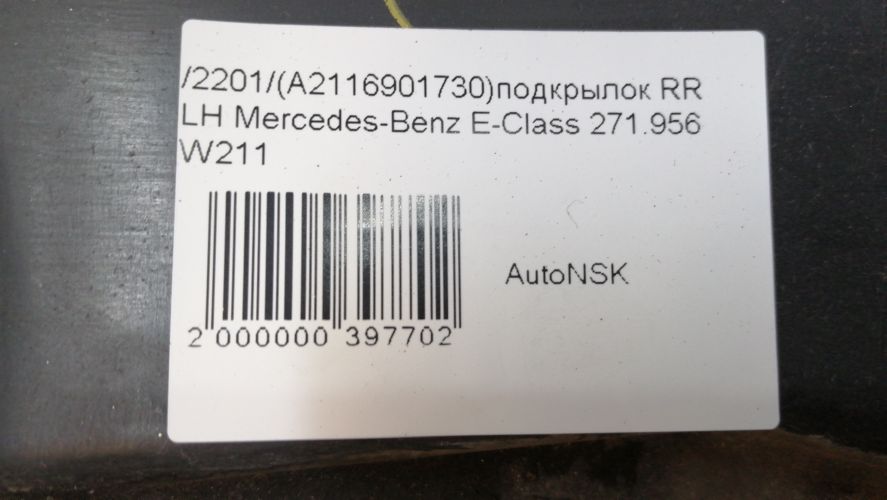 /2201/(A2116901730)подкрылок RR
LH Mercedes-Benz E-Class 271.956
W211
AutoNSK
2 000000 397702